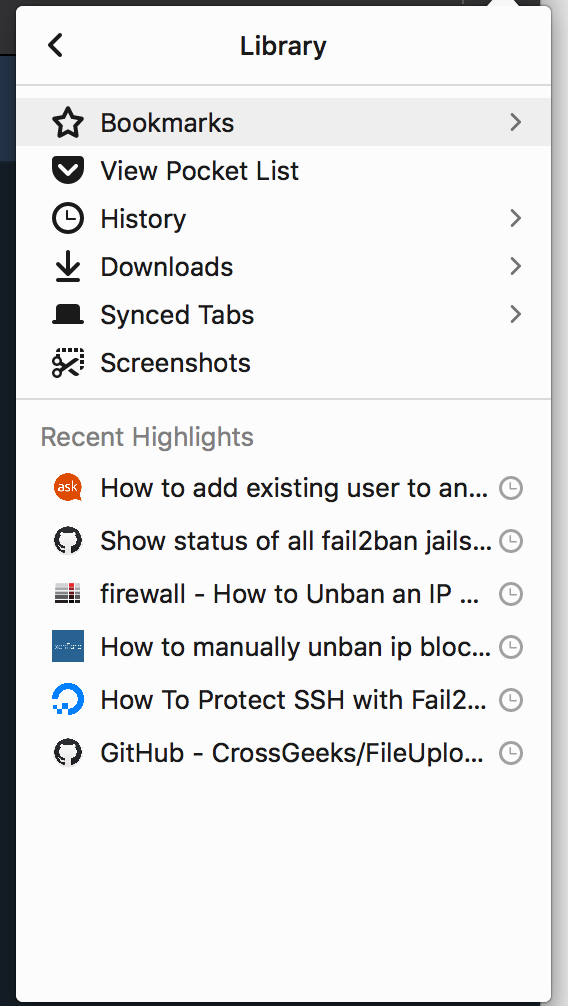 Library
Bookmarks
View Pocket List
History
Downloads
Synced Tabs
Screenshots
Recent Highlights
ask
How to add existing user to an...
Show status of all fail2ban jails...
firewall - How to Unban an IP ...
How to manually unban ip bloc...
How To Protect SSH with Fail2...
GitHub - CrossGeeks/FileUplo...